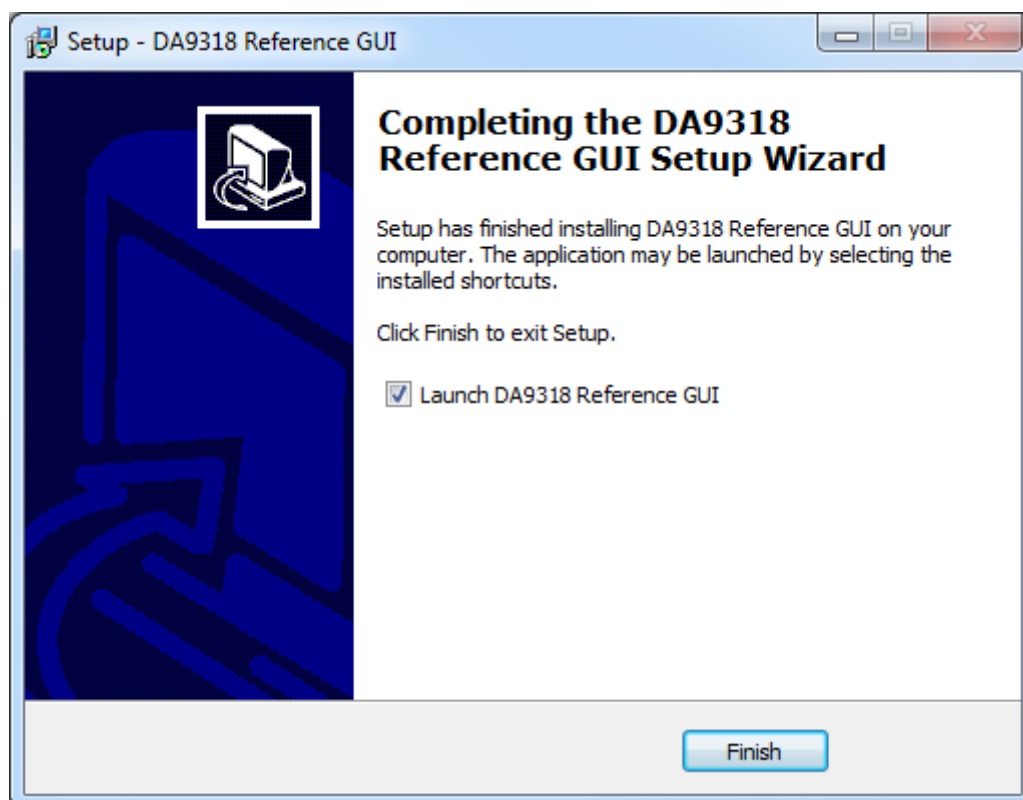 Setup - DA9318 Reference GUI
Completing the DA9318
Reference GUI Setup Wizard
Setup has finished installing DA9318 Reference GUI on your
computer. The application may be launched by selecting the
installed shortcuts.
Click Finish to exit Setup.
Launch DA9318 Reference GUI
Finish